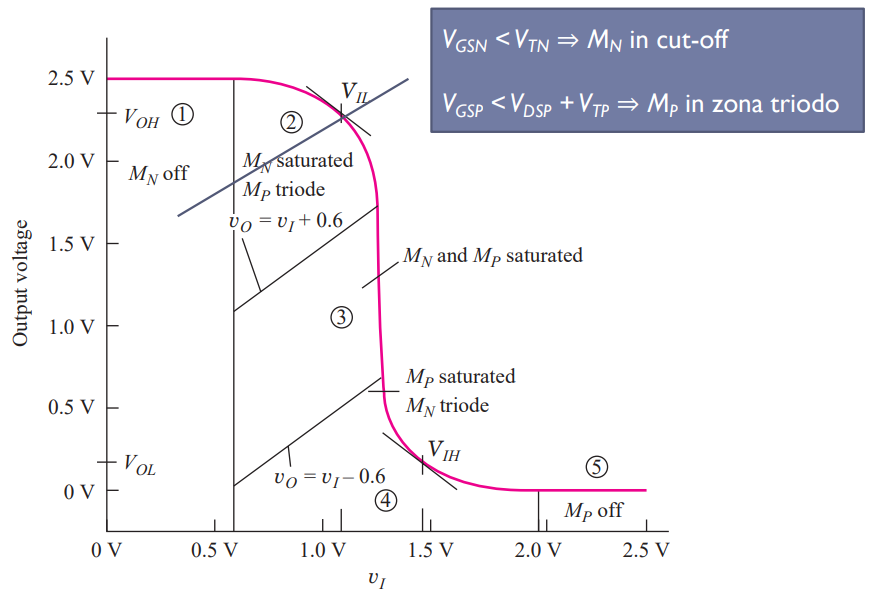 V_GSN < V_TN ⇒ M_N in cut-off
V_GSP < V_DSP + V_TP ⇒ M_P in zona triodo
2.5 V
V_OH ①
②
V_IL
2.0 V
M_N off
M_N saturated
M_P triode
v_O = v_I + 0.6
1.5 V
M_N and M_P saturated
Output voltage
③
1.0 V
M_P saturated
M_N triode
0.5 V
V_OL
V_IH
v_O = v_I – 0.6
⑤
0 V
④
M_P off
0 V
0.5 V
1.0 V
1.5 V
2.0 V
2.5 V
v_I